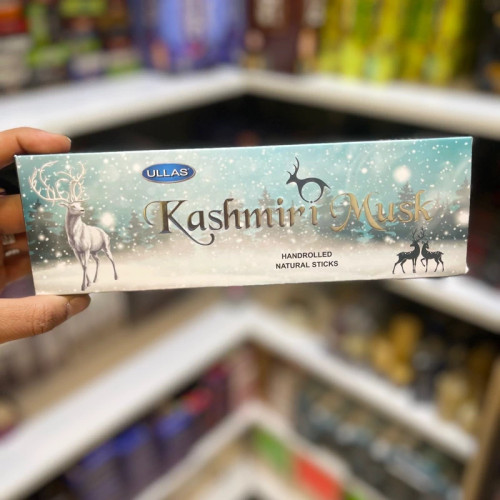 ULLAS
Kashmiri Musk
HANDROLLED
NATURAL STICKS